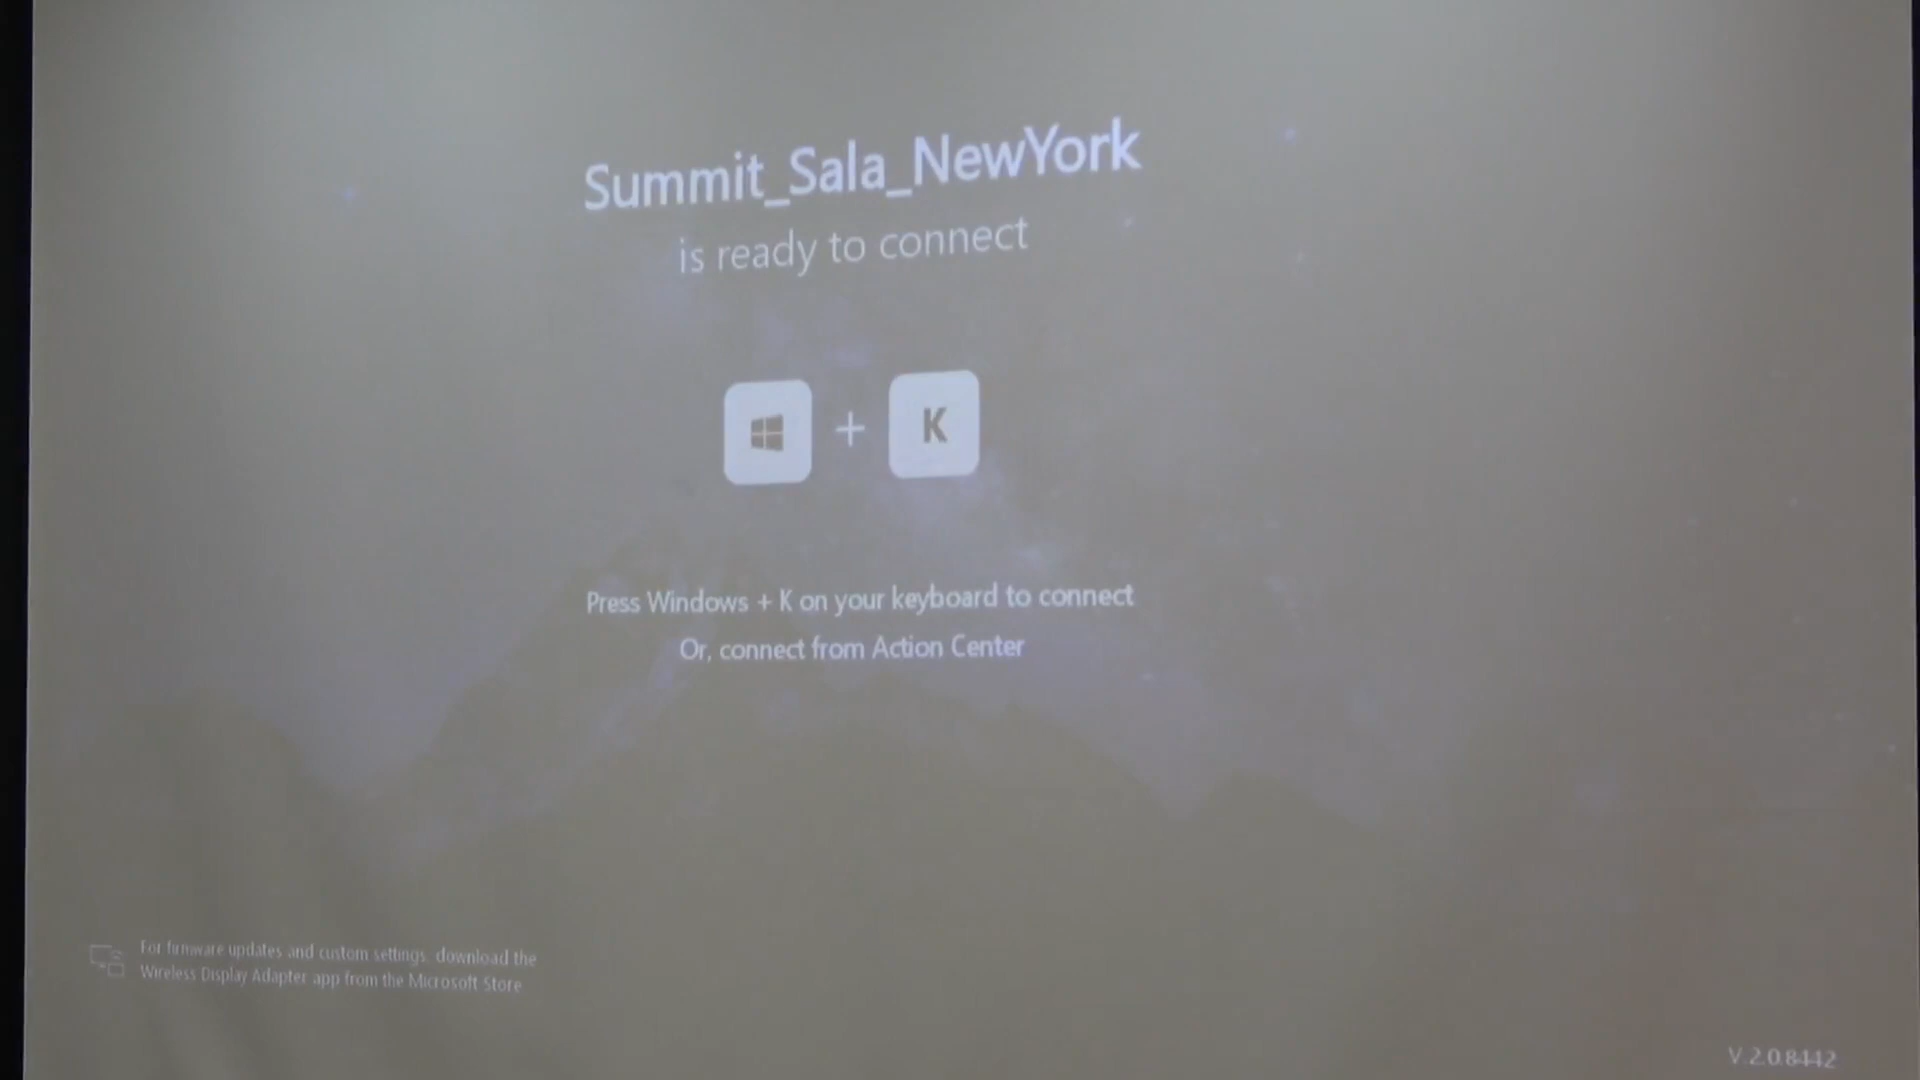 Summit_Sala_NewYork
is ready to connect
+ K
Press Windows + K on your keyboard to connect
Or, connect from Action Center
For firmware updates and custom settings, download the
Wireless Display Adapter app from the Microsoft Store
V.2.0.8442